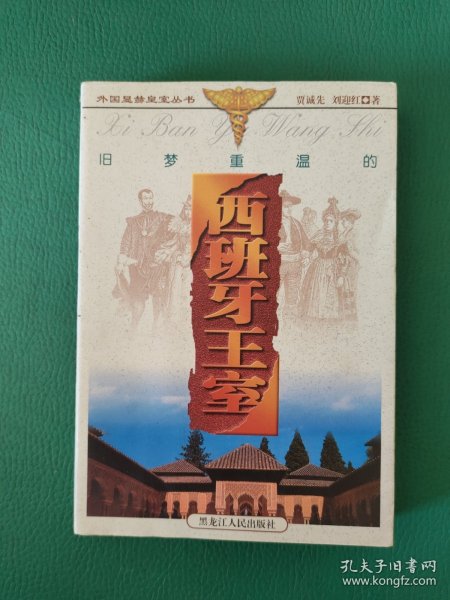 外国显赫皇室丛书
贾诚先 刘迎红 著
Xi Ban Ya Wang Shi
旧梦重温的
西班牙王室
黑龙江人民出版社
孔夫子旧书网
www.kongfz.com